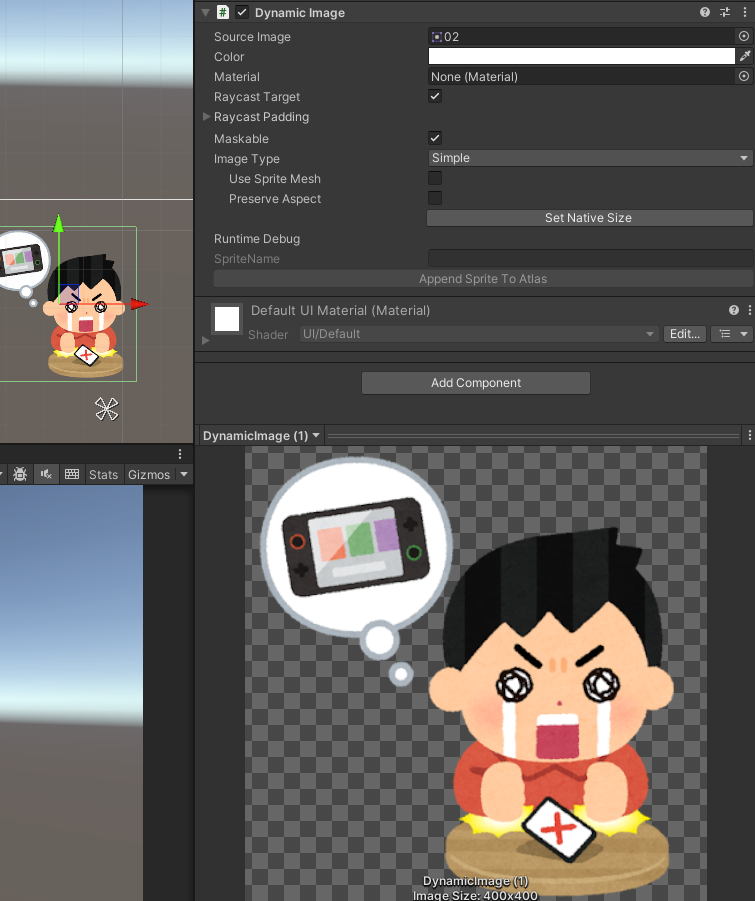 Dynamic Image
Source Image
02
Color
Material
None (Material)
Raycast Target
Raycast Padding
Maskable
Image Type
Simple
Use Sprite Mesh
Preserve Aspect
Set Native Size
Runtime Debug
SpriteName
Append Sprite To Atlas
Default UI Material (Material)
Shader
UI/Default
Edit...
Add Component
DynamicImage (1)
Stats
Gizmos
DynamicImage (1)
Image Size: 400x400